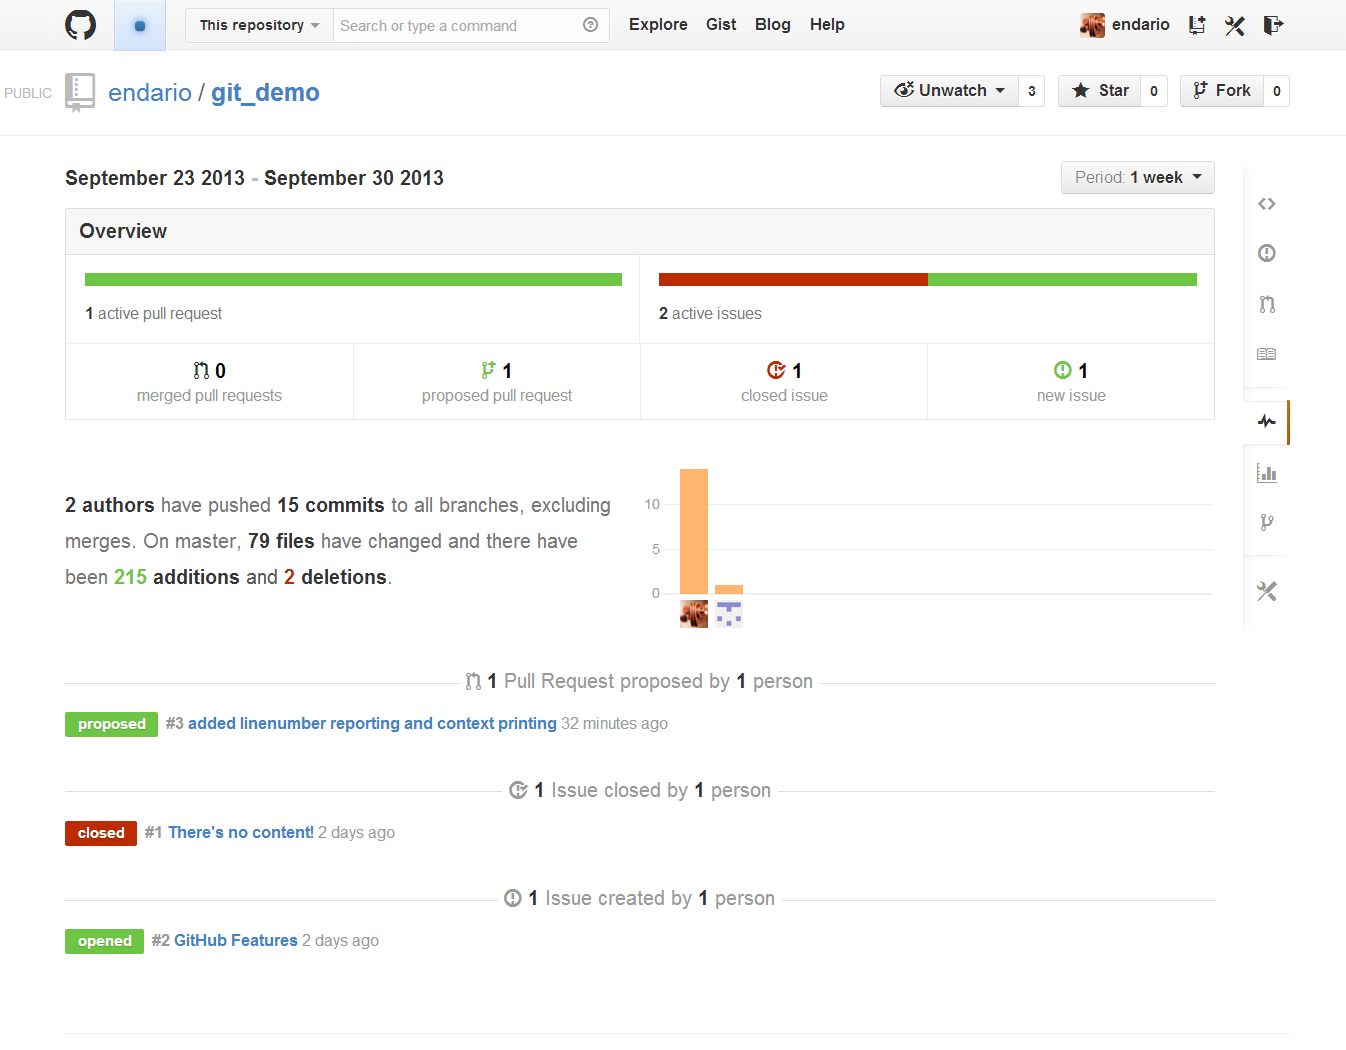 This repository Search or type a command Explore Gist Blog Help endario
PUBLIC endario / git_demo Unwatch 3 Star 0 Fork 0
September 23 2013 - September 30 2013 Period: 1 week
Overview
1 active pull request 2 active issues
0 1 1 1
merged pull requests proposed pull request closed issue new issue
2 authors have pushed 15 commits to all branches, excluding
merges. On master, 79 files have changed and there have
been 215 additions and 2 deletions.
10
5
0
1 Pull Request proposed by 1 person
proposed #3 added linenumber reporting and context printing 32 minutes ago
1 Issue closed by 1 person
closed #1 There's no content! 2 days ago
1 Issue created by 1 person
opened #2 GitHub Features 2 days ago